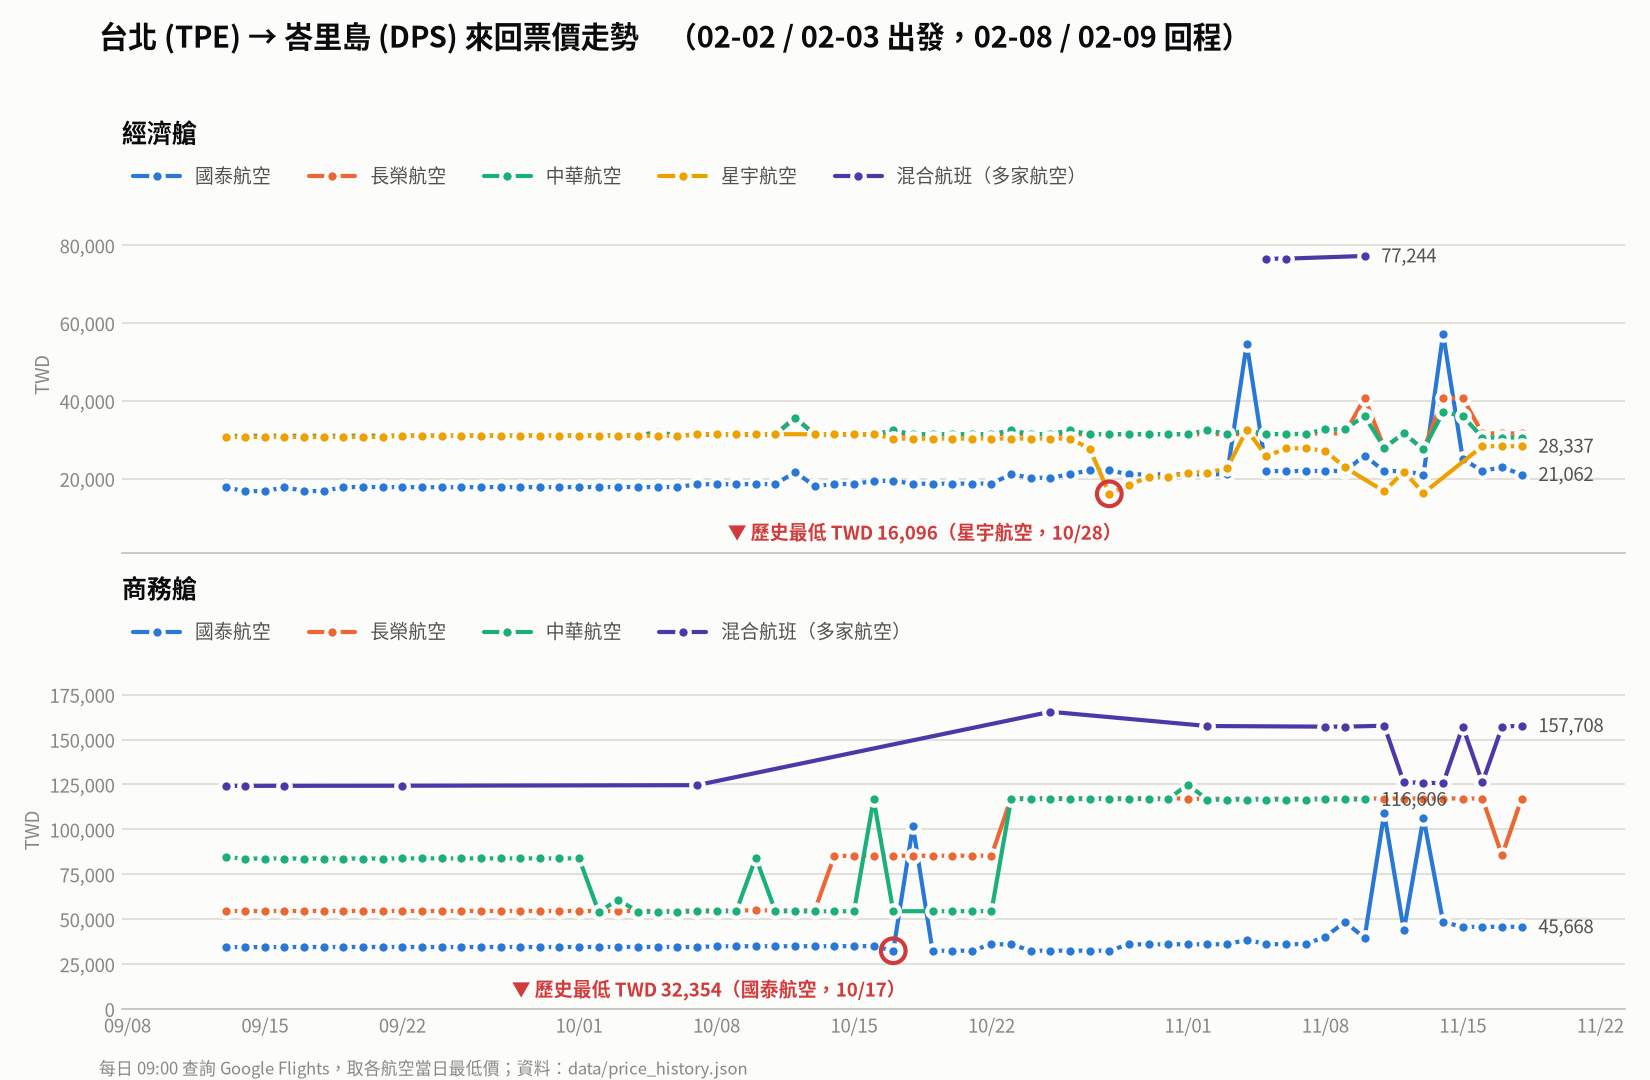 台北 (TPE) → 峇里島 (DPS) 來回票價走勢　（02-02 / 02-03 出發，02-08 / 02-09 回程）
經濟艙
國泰航空 長榮航空 中華航空 星宇航空 混合航班（多家航空）
80,000
77,244
60,000
TWD
40,000
28,337
21,062
20,000
▼ 歷史最低 TWD 16,096（星宇航空，10/28）
商務艙
國泰航空 長榮航空 中華航空 混合航班（多家航空）
175,000
157,708
150,000
125,000
116,606
100,000
TWD
75,000
50,000
45,668
25,000
▼ 歷史最低 TWD 32,354（國泰航空，10/17）
0
09/08 09/15 09/22 10/01 10/08 10/15 10/22 11/01 11/08 11/15 11/22
每日 09:00 查詢 Google Flights，取各航空當日最低價；資料：data/price_history.json